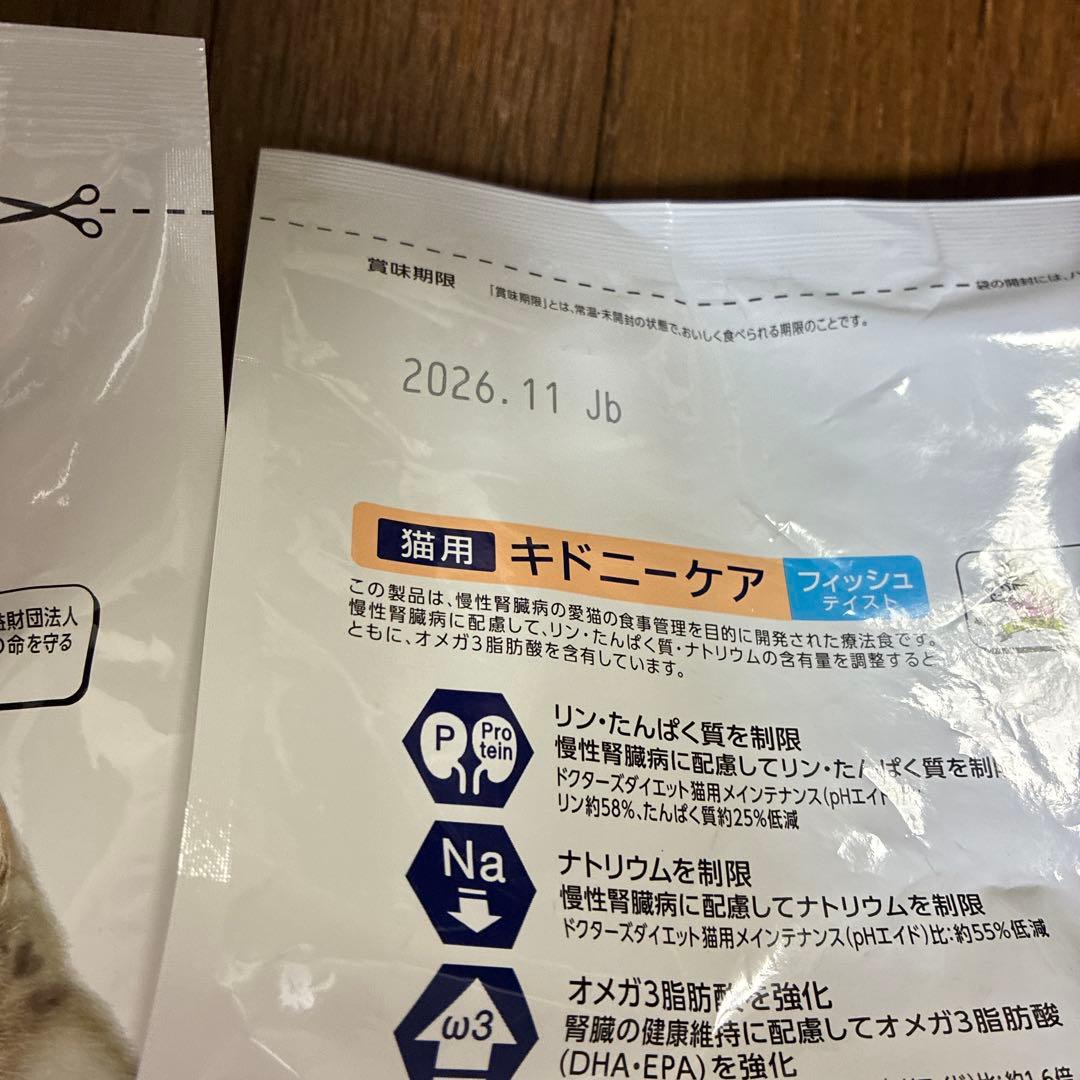 賞味期限
「賞味期限」とは、常温・未開封の状態で、おいしく食べられる期限のことです。
袋の開封には、ハ
2026.11 Jb
猫用 キドニーケア フィッシュ
テイスト
この製品は、慢性腎臓病の愛猫の食事管理を目的に開発された療法食です。
慢性腎臓病に配慮して、リン・たんぱく質・ナトリウムの含有量を調整すると
ともに、オメガ3脂肪酸を含有しています。
益財団法人
の命を守る
P Pro
tein
リン・たんぱく質を制限
慢性腎臓病に配慮してリン・たんぱく質を制限
ドクターズダイエット猫用メインテナンス(pHエイド)
リン約58%、たんぱく質約25%低減
Na
ナトリウムを制限
慢性腎臓病に配慮してナトリウムを制限
ドクターズダイエット猫用メインテナンス(pHエイド)比:約55%低減
ω3
オメガ3脂肪酸を強化
腎臓の健康維持に配慮してオメガ3脂肪酸
(DHA・EPA)を強化
イド)比:約1.6倍